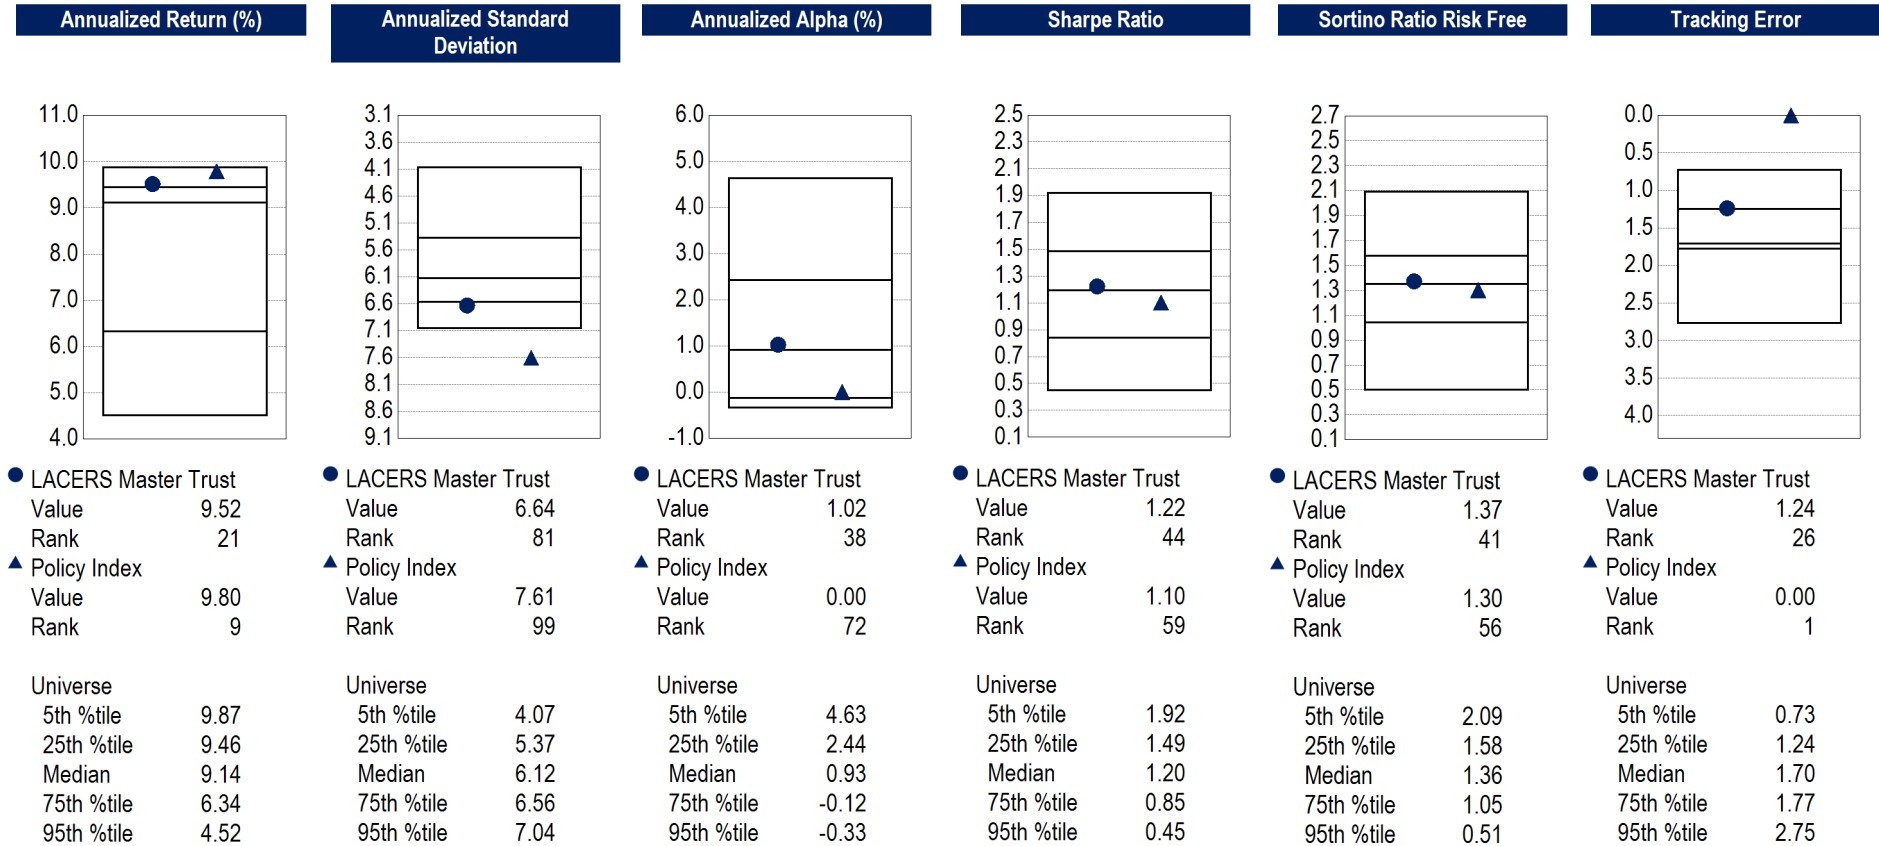 Annualized Return (%)
11.0
10.0
9.0
8.0
7.0
6.0
5.0
4.0
LACERS Master Trust
Value 9.52
Rank 21
Policy Index
Value 9.80
Rank 9
Universe
5th %tile 9.87
25th %tile 9.46
Median 9.14
75th %tile 6.34
95th %tile 4.52
Annualized Standard
Deviation
3.1
3.6
4.1
4.6
5.1
5.6
6.1
6.6
7.1
7.6
8.1
8.6
9.1
LACERS Master Trust
Value 6.64
Rank 81
Policy Index
Value 7.61
Rank 99
Universe
5th %tile 4.07
25th %tile 5.37
Median 6.12
75th %tile 6.56
95th %tile 7.04
Annualized Alpha (%)
6.0
5.0
4.0
3.0
2.0
1.0
0.0
-1.0
LACERS Master Trust
Value 1.02
Rank 38
Policy Index
Value 0.00
Rank 72
Universe
5th %tile 4.63
25th %tile 2.44
Median 0.93
75th %tile -0.12
95th %tile -0.33
Sharpe Ratio
2.5
2.3
2.1
1.9
1.7
1.5
1.3
1.1
0.9
0.7
0.5
0.3
0.1
LACERS Master Trust
Value 1.22
Rank 44
Policy Index
Value 1.10
Rank 59
Universe
5th %tile 1.92
25th %tile 1.49
Median 1.20
75th %tile 0.85
95th %tile 0.45
Sortino Ratio Risk Free
2.7
2.5
2.3
2.1
1.9
1.7
1.5
1.3
1.1
0.9
0.7
0.5
0.3
0.1
LACERS Master Trust
Value 1.37
Rank 41
Policy Index
Value 1.30
Rank 56
Universe
5th %tile 2.09
25th %tile 1.58
Median 1.36
75th %tile 1.05
95th %tile 0.51
Tracking Error
0.0
0.5
1.0
1.5
2.0
2.5
3.0
3.5
4.0
LACERS Master Trust
Value 1.24
Rank 26
Policy Index
Value 0.00
Rank 1
Universe
5th %tile 0.73
25th %tile 1.24
Median 1.70
75th %tile 1.77
95th %tile 2.75